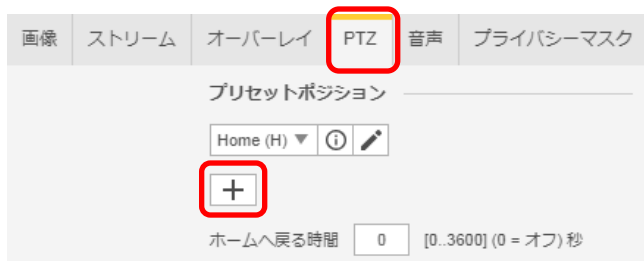 画像 ストリーム オーバーレイ PTZ 音声 プライバシーマスク
プリセットポジション
Home (H)
ホームへ戻る時間 0 [0..3600] (0 = オフ) 秒